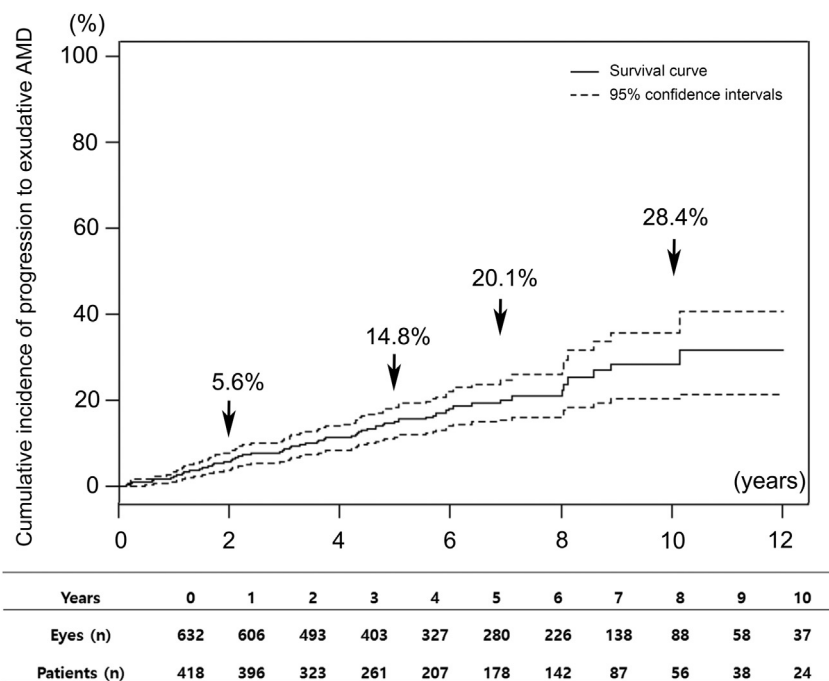 (%)
Cumulative incidence of progression to exudative AMD
100
80
60
40
20
0
Survival curve
95% confidence intervals
5.6%
14.8%
20.1%
28.4%
(years)
0 2 4 6 8 10 12
Years 0 1 2 3 4 5 6 7 8 9 10
Eyes (n) 632 606 493 403 327 280 226 138 88 58 37
Patients (n) 418 396 323 261 207 178 142 87 56 38 24